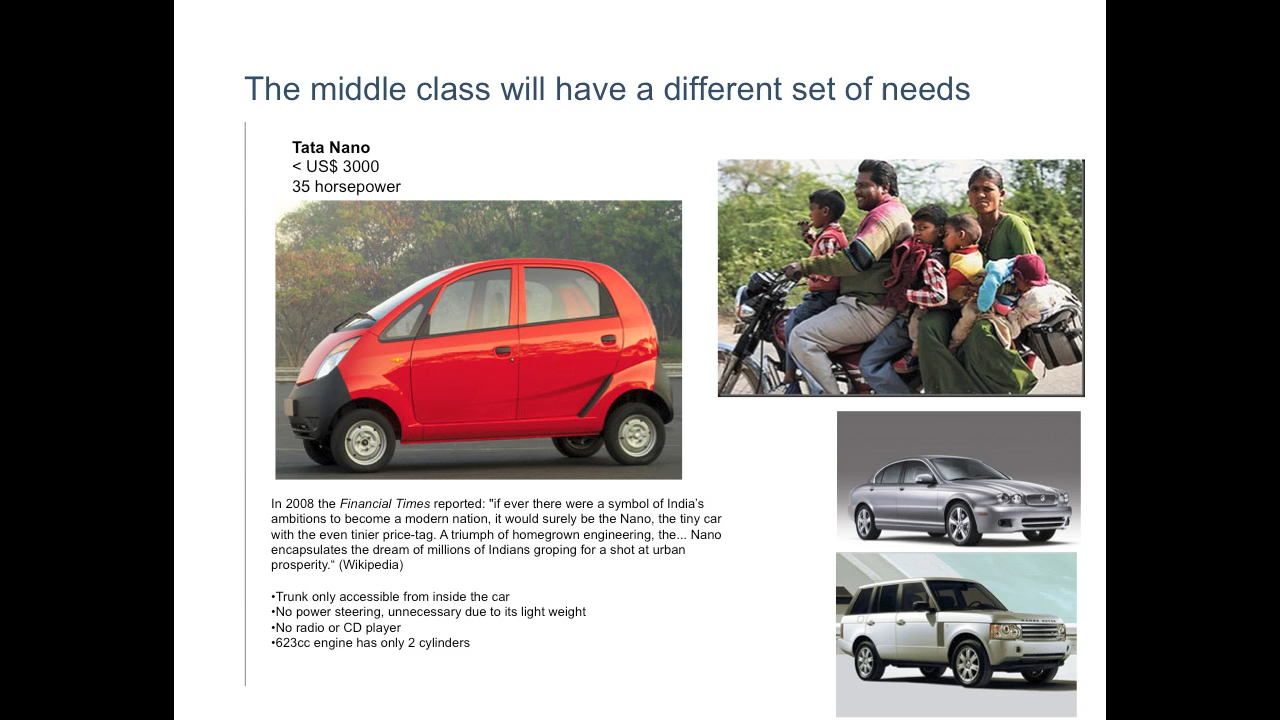 The middle class will have a different set of needs
Tata Nano
< US$ 3000
35 horsepower
In 2008 the Financial Times reported: "if ever there were a symbol of India's
ambitions to become a modern nation, it would surely be the Nano, the tiny car
with the even tinier price-tag. A triumph of homegrown engineering, the... Nano
encapsulates the dream of millions of Indians groping for a shot at urban
prosperity.“ (Wikipedia)
•Trunk only accessible from inside the car
•No power steering, unnecessary due to its light weight
•No radio or CD player
•623cc engine has only 2 cylinders
RANGE ROVER